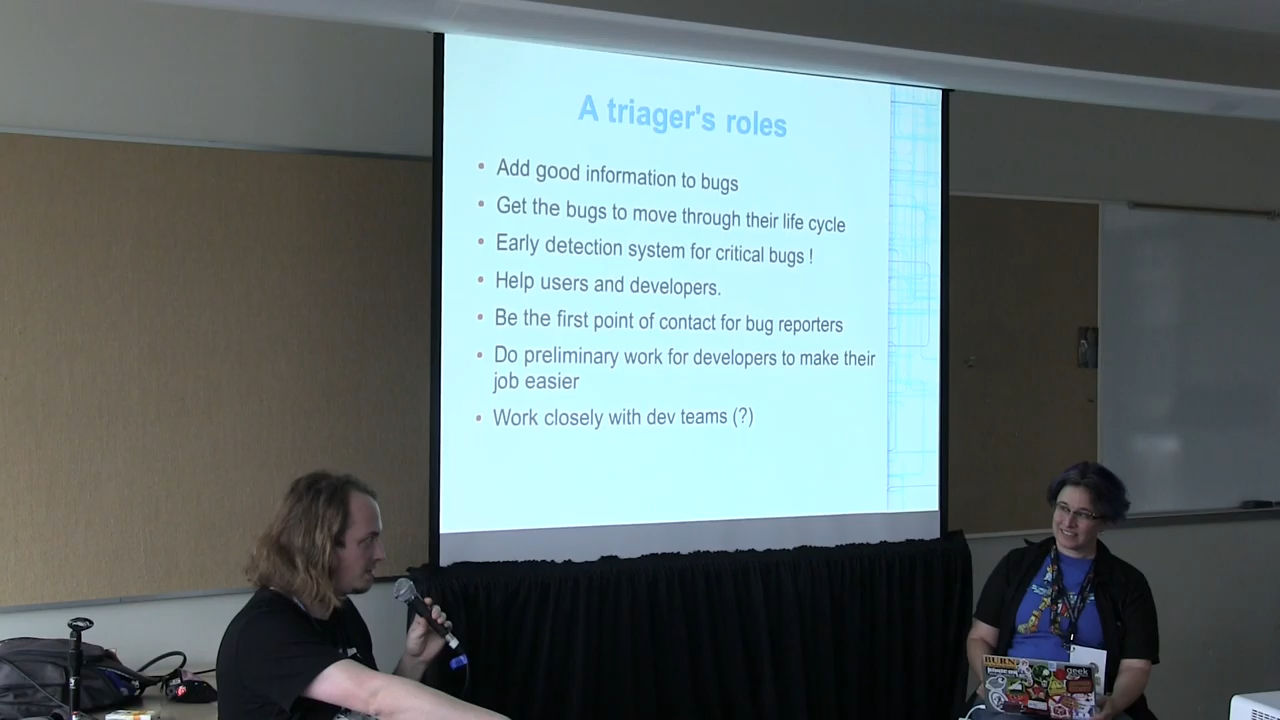 A triager's roles
• Add good information to bugs
• Get the bugs to move through their life cycle
• Early detection system for critical bugs !
• Help users and developers.
• Be the first point of contact for bug reporters
• Do preliminary work for developers to make their
job easier
• Work closely with dev teams (?)
BURN
geek